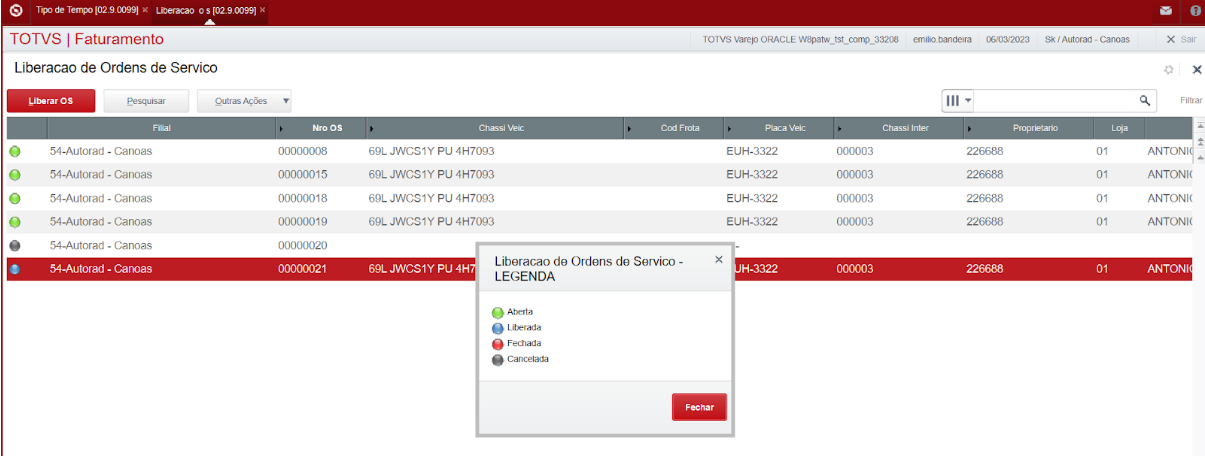 Tipo de Tempo [02.9.0099] × Liberacao o s [02.9.0099] ×
TOTVS | Faturamento TOTVS Varejo ORACLE W8patw_tst_comp_33208 emilio.bandeira 06/03/2023 Sk / Autorad - Canoas × Sair
Liberacao de Ordens de Servico
Liberar OS Pesquisar Outras Ações Filtrar
Filial Nro OS Chassi Veic Cod Frota Placa Veic Chassi Inter Proprietario Loja
54-Autorad - Canoas 00000008 69L JWCS1Y PU 4H7093 EUH-3322 000003 226688 01 ANTONIO
54-Autorad - Canoas 00000015 69L JWCS1Y PU 4H7093 EUH-3322 000003 226688 01 ANTONIO
54-Autorad - Canoas 00000018 69L JWCS1Y PU 4H7093 EUH-3322 000003 226688 01 ANTONIO
54-Autorad - Canoas 00000019 69L JWCS1Y PU 4H7093 EUH-3322 000003 226688 01 ANTONIO
54-Autorad - Canoas 00000020 -
54-Autorad - Canoas 00000021 69L JWCS1Y PU 4H7 UH-3322 000003 226688 01 ANTONIO
Liberacao de Ordens de Servico -
LEGENDA
Aberta
Liberada
Fechada
Cancelada
Fechar